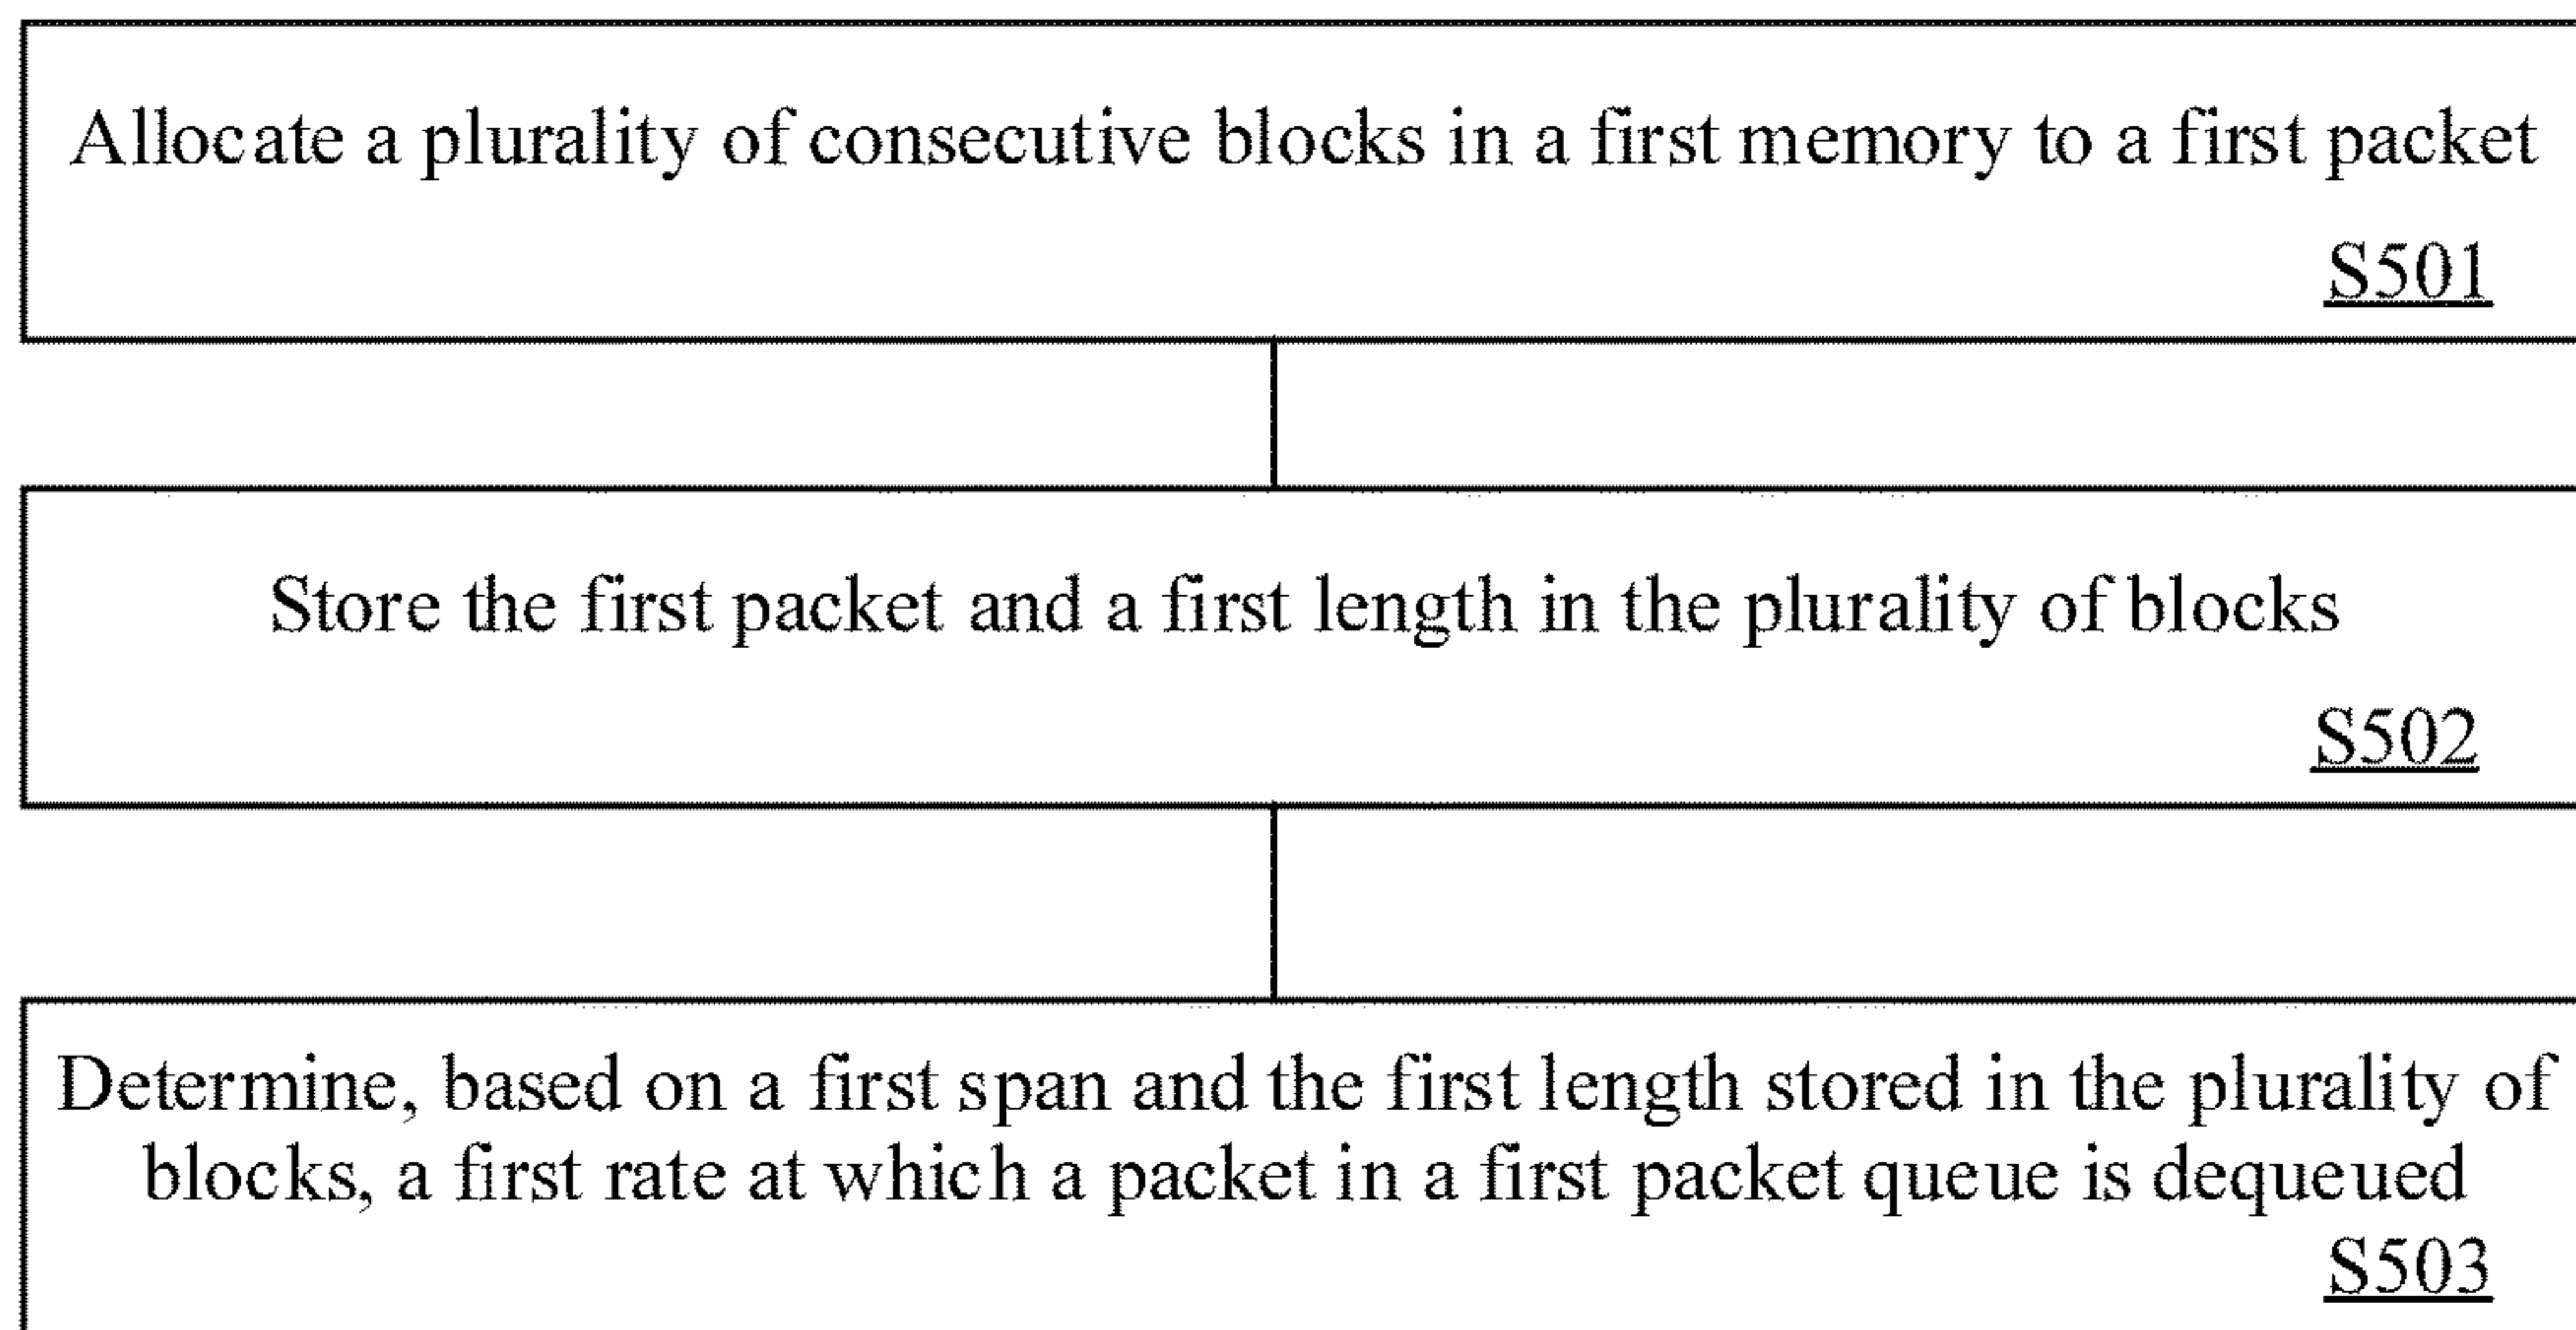 Allocate a plurality of consecutive blocks in a first memory to a first packet
S501
Store the first packet and a first length in the plurality of blocks
S502
Determine, based on a first span and the first length stored in the plurality of
blocks, a first rate at which a packet in a first packet queue is dequeued
S503